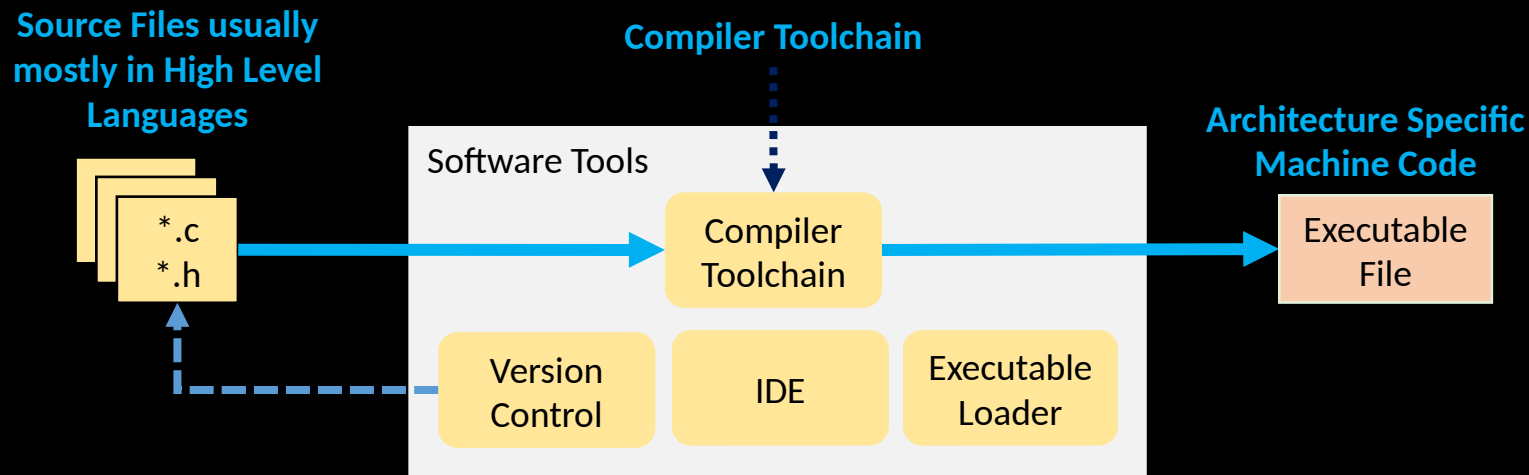 Source Files usually
mostly in High Level
Languages
*.c
*.h
Compiler Toolchain
Software Tools
Compiler
Toolchain
Version
Control
IDE
Executable
Loader
Architecture Specific
Machine Code
Executable
File